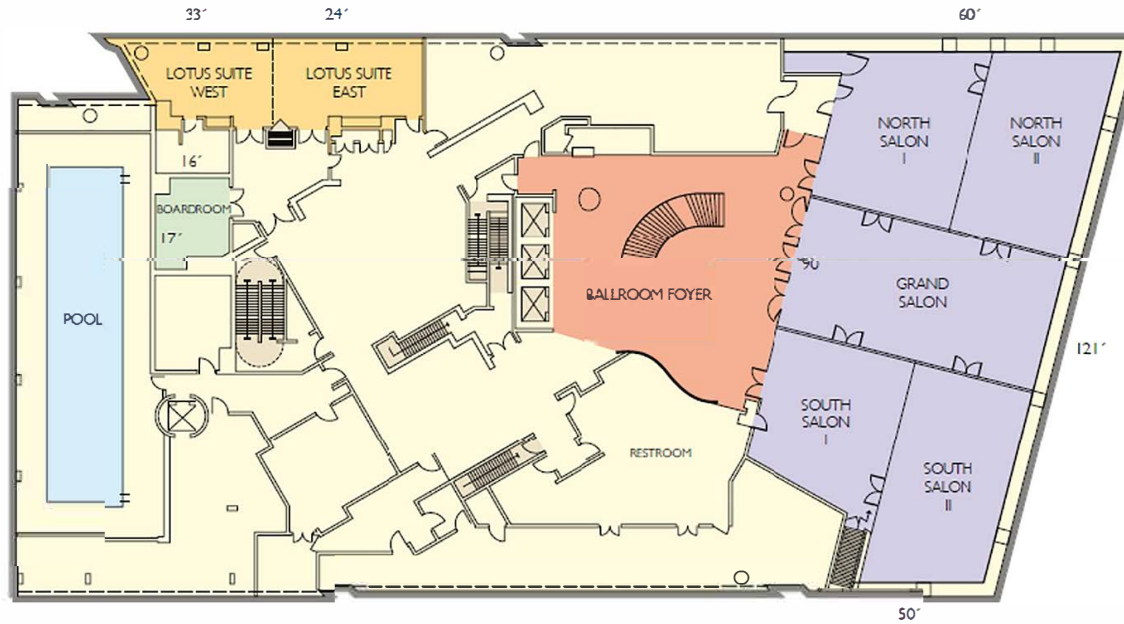 33´
24´
60´
LOTUS SUITE
WEST
LOTUS SUITE
EAST
NORTH
SALON
I
NORTH
SALON
II
16´
BOARDROOM
17´
90
BALLROOM FOYER
GRAND
SALON
POOL
121´
SOUTH
SALON
I
RESTROOM
SOUTH
SALON
II
50´